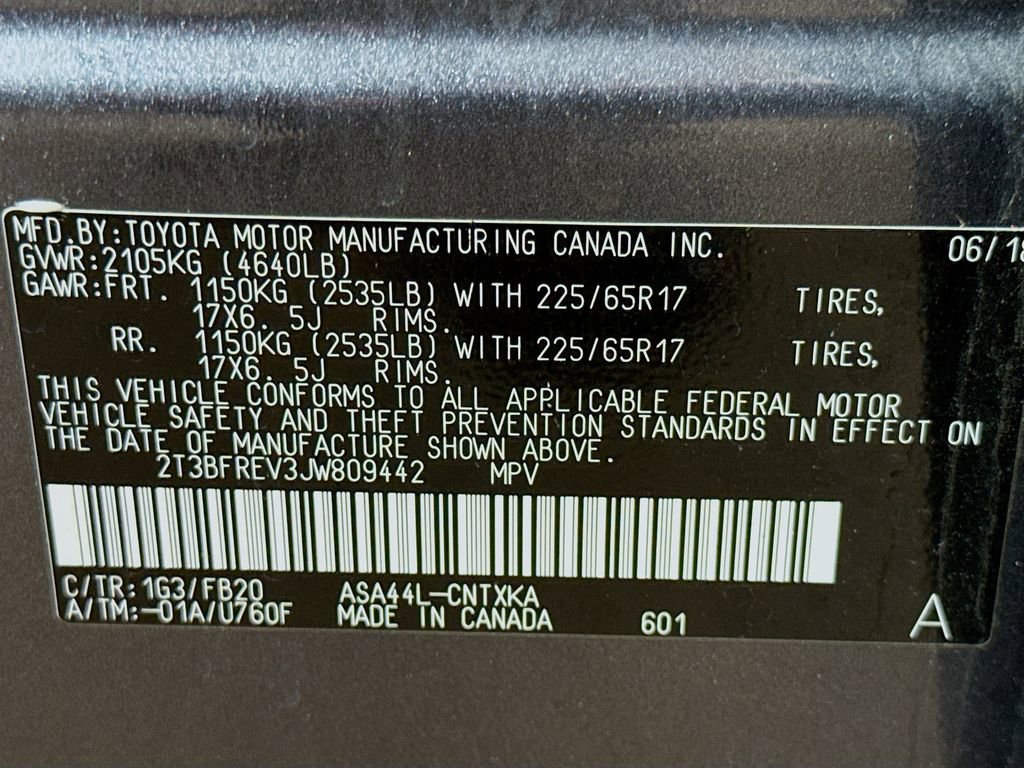 MFD.BY:TOYOTA MOTOR MANUFACTURING CANADA INC. 06/18
GVWR:2105KG (4640LB)
GAWR:FRT. 1150KG (2535LB) WITH 225/65R17 TIRES,
17X6. 5J RIMS.
RR. 1150KG (2535LB) WITH 225/65R17 TIRES,
17X6. 5J RIMS.
THIS VEHICLE CONFORMS TO ALL APPLICABLE FEDERAL MOTOR
VEHICLE SAFETY AND THEFT PREVENTION STANDARDS IN EFFECT ON
THE DATE OF MANUFACTURE SHOWN ABOVE.
2T3BFREV3JW809442 MPV
C/TR:1G3/FB20 ASA44L-CNTXKA
A/TM:-01A/U760F MADE IN CANADA 601 A